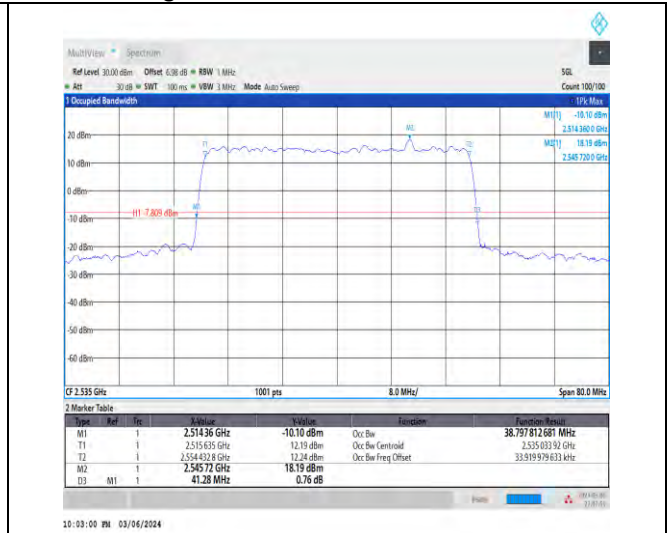 MultiView Spectrum
Ref Level 30.00 dBm Offset 6.98 dB RBW 1 MHz SGL
Att 30 dB SWT 100 ms VBW 3 MHz Mode Auto Sweep Count 100/100
1 Occupied Bandwidth 1Pk Max
M1[1] -10.10 dBm
2.514 360 0 GHz
M2[1] 18.19 dBm
2.545 720 0 GHz
20 dBm
T1
M2
T2
10 dBm
0 dBm
M1
D3
H1 -7.809 dBm
-10 dBm
-20 dBm
-30 dBm
-40 dBm
-50 dBm
-60 dBm
CF 2.535 GHz 1001 pts 8.0 MHz/ Span 80.0 MHz
2 Marker Table
Type Ref Trc X-Value Y-Value Function Function Result
M1 1 2.514 36 GHz -10.10 dBm Occ Bw 38.797 812 681 MHz
T1 1 2.515 635 GHz 12.19 dBm Occ Bw Centroid 2.535 033 92 GHz
T2 1 2.554 432 8 GHz 12.24 dBm Occ Bw Freq Offset 33.919 979 633 kHz
M2 1 2.545 72 GHz 18.19 dBm
D3 M1 1 41.28 MHz 0.76 dB
10:03:00 PM 03/06/2024